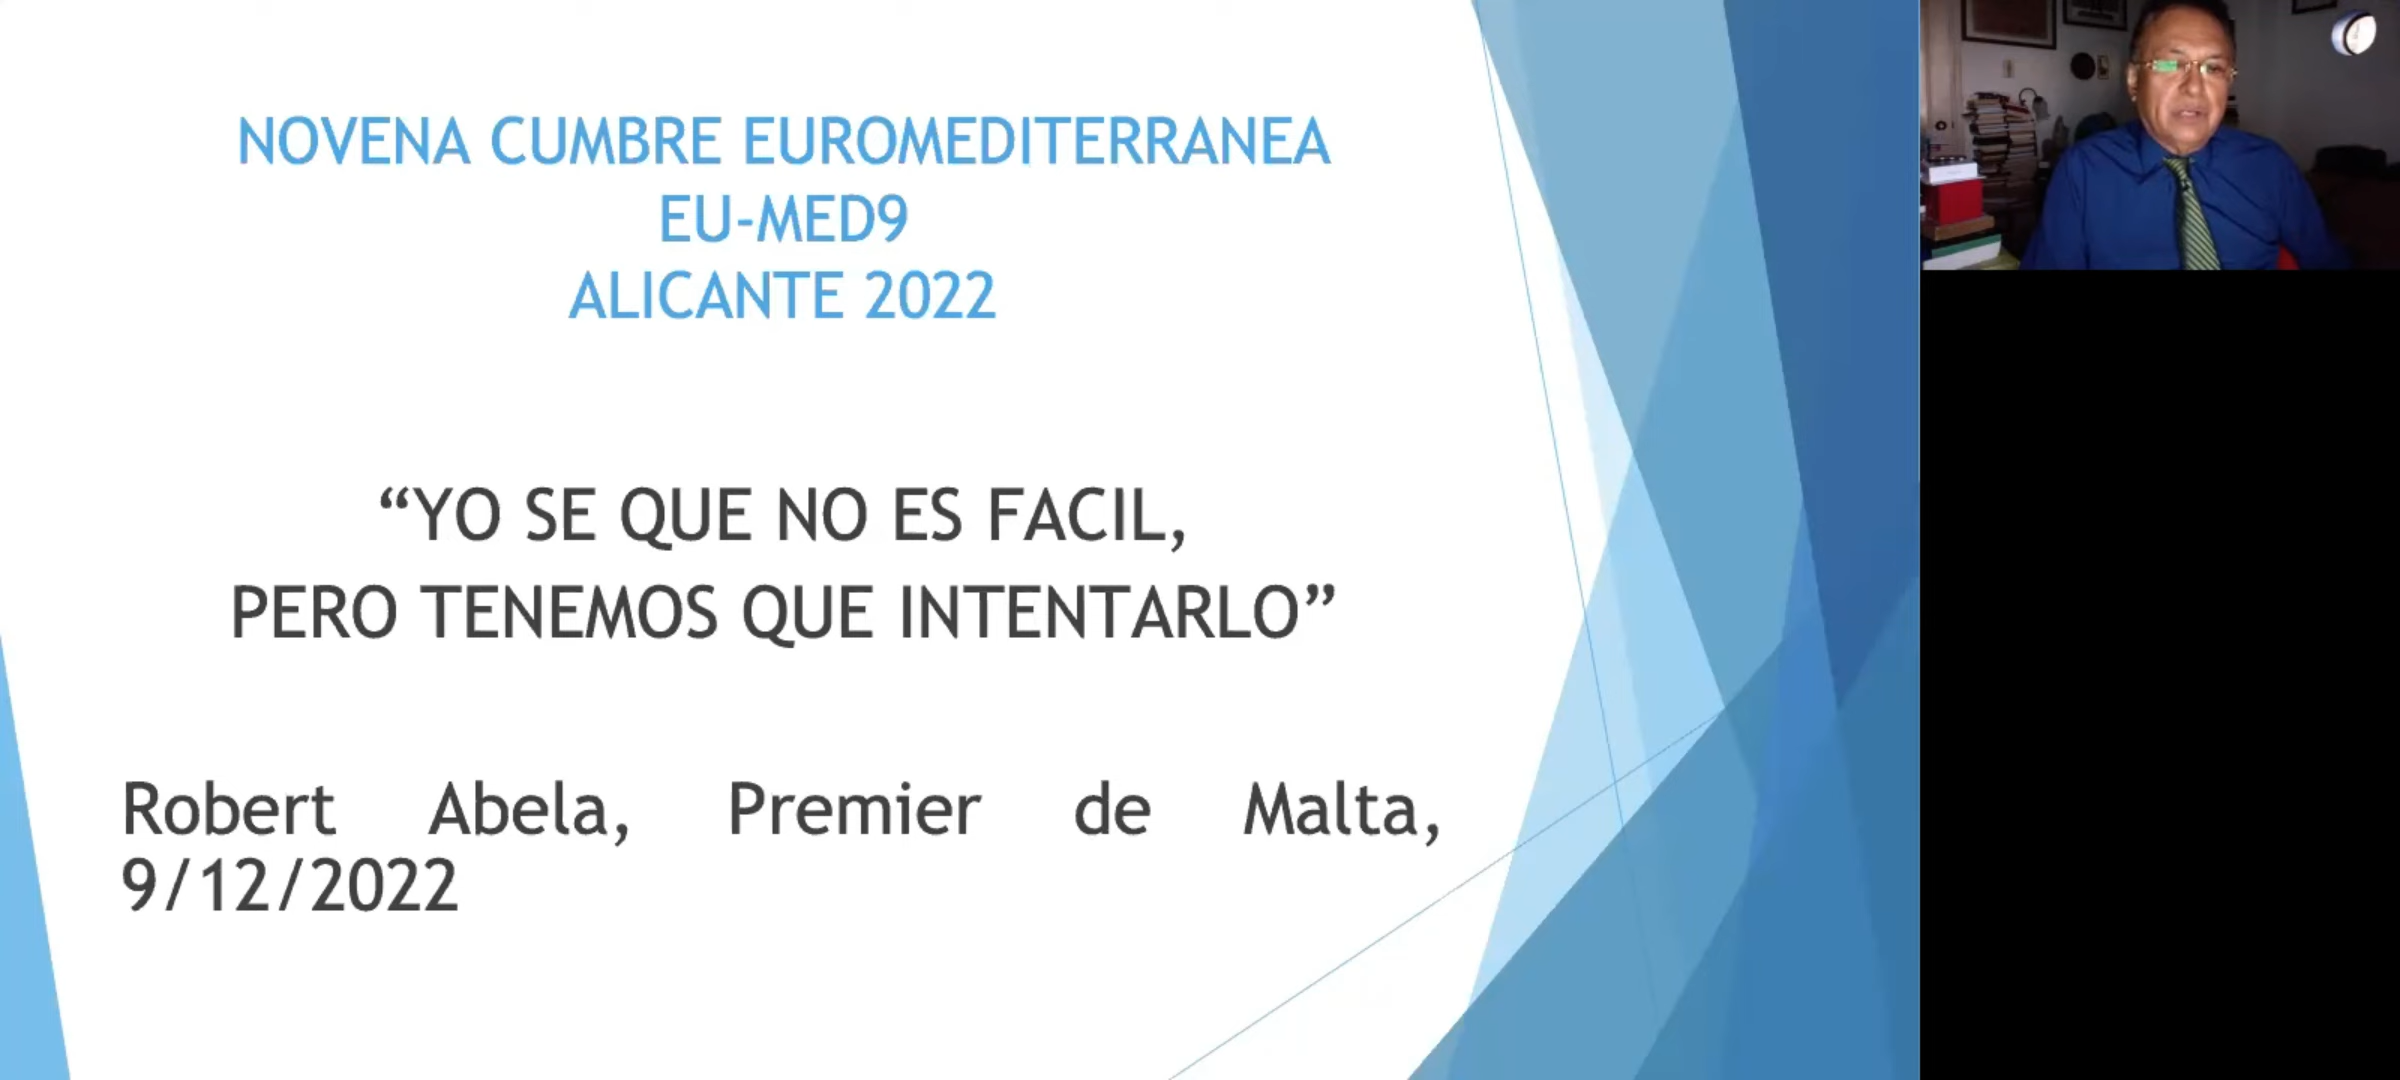 NOVENA CUMBRE EUROMEDITERRANEA
EU-MED9
ALICANTE 2022
“YO SE QUE NO ES FACIL,
PERO TENEMOS QUE INTENTARLO”
Robert Abela, Premier de Malta,
9/12/2022